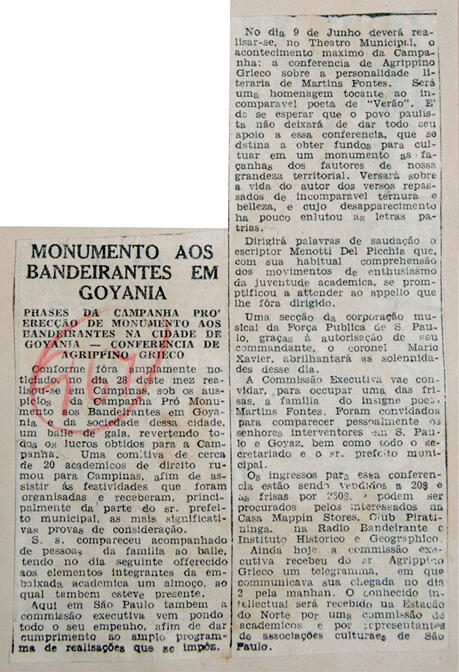 MONUMENTO AOS
BANDEIRANTES EM
GOYANIA
PHASES DA CAMPANHA PRO'
ERECÇÃO DE MONUMENTO AOS
BANDEIRANTES NA CIDADE DE
GOYANIA — CONFERENCIA DE
AGRIPPINO GRIECO
Conforme fôra largamente no-
ticiado no dia 28 deste mez rea-
lisou-se em Campinas, sob os aus-
picios da Campanha Pró Monu-
mento aos Bandeirantes em Goya-
nia e da sociedade dessa cidade,
um baile de gala, revertendo to-
dos os lucros obtidos para a Cam-
panha. Uma comitiva de cerca
de 20 academicos de direito ru-
mou para Campinas, afim de as-
sistir ás festividades que foram
organisadas e receberam, princi-
palmente da parte do sr. prefei-
to municipal, as mais significati-
vas provas de consideração.
S. s. compareceu acompanhado
de pessoas da familia ao baile,
tendo no dia seguinte offerecido
aos elementos integrantes da em-
baixada academica um almoço, ao
qual tambem esteve presente.
Aqui em São Paulo tambem a
commissão executiva vem pondo
todo o seu empenho, afim de dar
cumprimento ao amplo program-
ma de realisações que se impôz.
No dia 9 de Junho deverá rea-
lisar-se, no Theatro Municipal, o
acontecimento maximo da Campa-
nha: a conferencia de Agrippino
Grieco sobre a personalidade li-
teraria de Martins Fontes. Será
uma homenagem tocante ao in-
comparavel poeta de "Verão". E'
de se esperar que o povo paulis-
ta não deixará de dar todo seu
apoio a essa conferencia, que se
dstina a obter fundos para cul-
tuar em um monumento as fa-
çanhas dos fautores de nossa
grandeza territorial. Versará sobre
a vida do autor dos versos repas-
sados de incomparavel ternura e
belleza, e cujo desapparecimento
ha pouco enlutou as letras pa-
trias.
Dirigirá palavras de saudação o
escriptor Menotti Del Picchia que,
com sua habitual comprehensão
dos movimentos de enthusiasmo
da juventude academica, se prom-
ptificou a attender ao appello que
lhe fôra dirigido.
Uma secção da corporação mu-
sical da Força Publica de S. Pau-
lo, graças á autorisação de seu
commandante, o coronel Mario
Xavier, abrilhantará as solennida-
des desse dia.
A Commissão Executiva vae con-
vidar, para occupar uma das fri-
sas, a familia do insigne poeta
Martins Fontes. Foram convidados
para comparecer pessoalmente os
senhores interventores em S. Pau-
lo e Goyaz, bem como todo o se-
cretariado e o sr. prefeito muni-
cipal.
Os ingressos para essa conferen-
cia estão sendo vendidos a 20$ e
as frisas por 250$. e podem ser
procurados pelos interessados na
Casa Mappin Stores, Club Pirati-
ninga, na Radio Bandeirante e
Instituto Historico e Geographico.
Ainda hoje a commissão exe-
cutiva recebeu do sr. Agrippino
Grieco um telegramma, em que
communicava sua chegada no dia
2 pela manhan. O conhecido in-
tellectual será recebido na Estação
do Norte por uma commissão de
academicos e por representantes
de associações culturaes de São
Paulo.